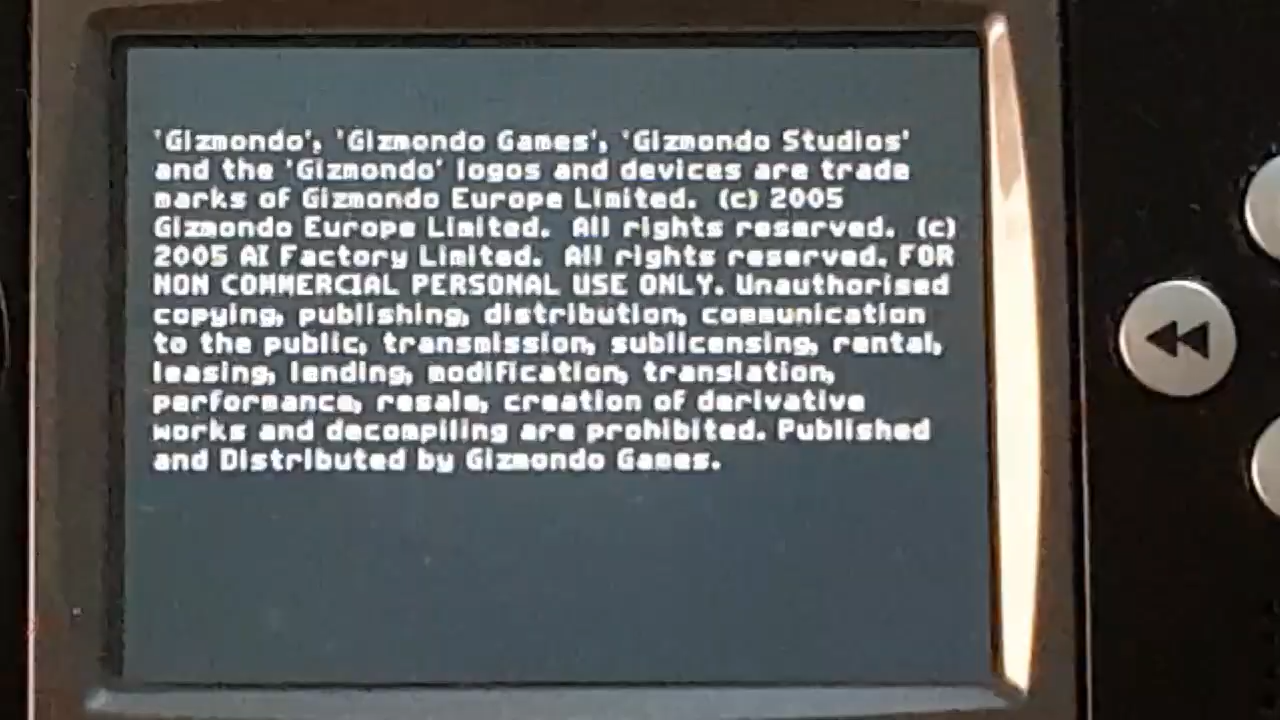 'Gizmondo', 'Gizmondo Games', 'Gizmondo Studios'
and the 'Gizmondo' logos and devices are trade
marks of Gizmondo Europe Limited. (c) 2005
Gizmondo Europe Limited. All rights reserved. (c)
2005 AI Factory Limited. All rights reserved. FOR
NON COMMERCIAL PERSONAL USE ONLY. Unauthorised
copying, publishing, distribution, communication
to the public, transmission, sublicensing, rental,
leasing, lending, modification, translation,
performance, resale, creation of derivative
works and decompiling are prohibited. Published
and Distributed by Gizmondo Games.